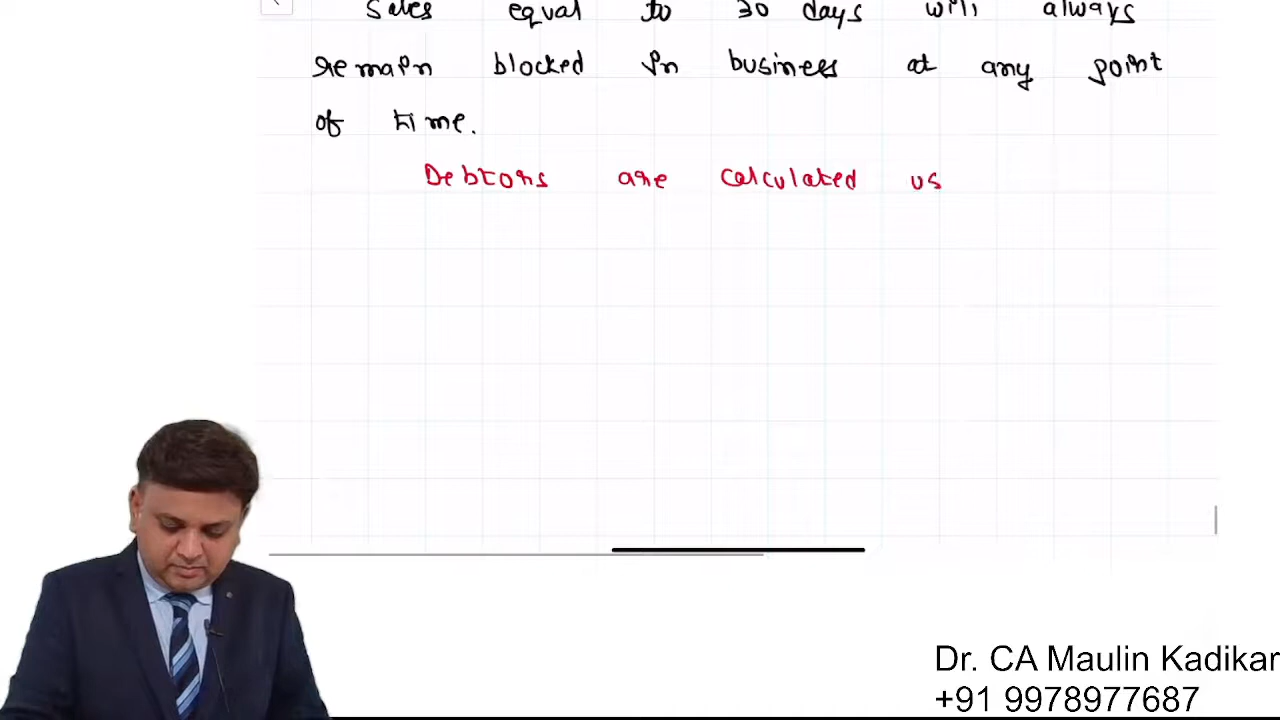 Sales equal to 30 days will always
remain blocked in business at any point
of time.
Debtors are calculated us
Dr. CA Maulin Kadikar
+91 9978977687